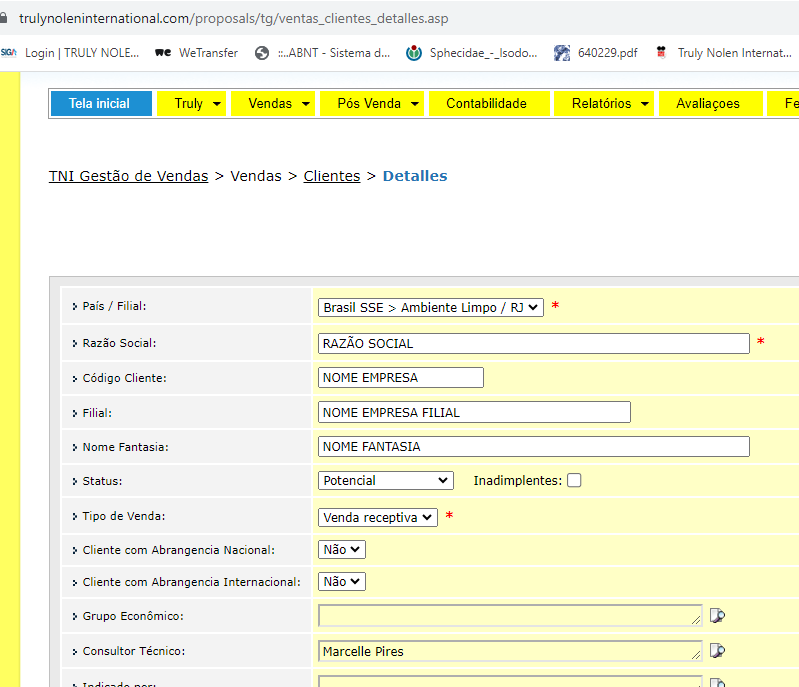 trulynoleninternational.com/proposals/tg/ventas_clientes_detalles.asp
SIGA Login | TRULY NOLE... we WeTransfer ::..ABNT - Sistema d... Sphecidae_-_Isodo... 640229.pdf Truly Nolen Internat...
Tela inicial Truly Vendas Pós Venda Contabilidade Relatórios Avaliaçoes Fe
TNI Gestão de Vendas > Vendas > Clientes > Detalles
País / Filial: Brasil SSE > Ambiente Limpo / RJ *
Razão Social: RAZÃO SOCIAL *
Código Cliente: NOME EMPRESA
Filial: NOME EMPRESA FILIAL
Nome Fantasia: NOME FANTASIA
Status: Potencial Inadimplentes:
Tipo de Venda: Venda receptiva *
Cliente com Abrangencia Nacional: Não
Cliente com Abrangencia Internacional: Não
Grupo Econômico:
Consultor Técnico: Marcelle Pires
Indicado por: